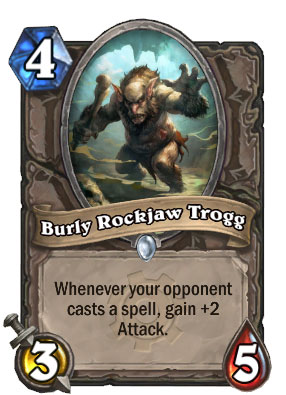 4
Burly Rockjaw Trogg
Whenever your opponent
casts a spell, gain +2
Attack.
3
5